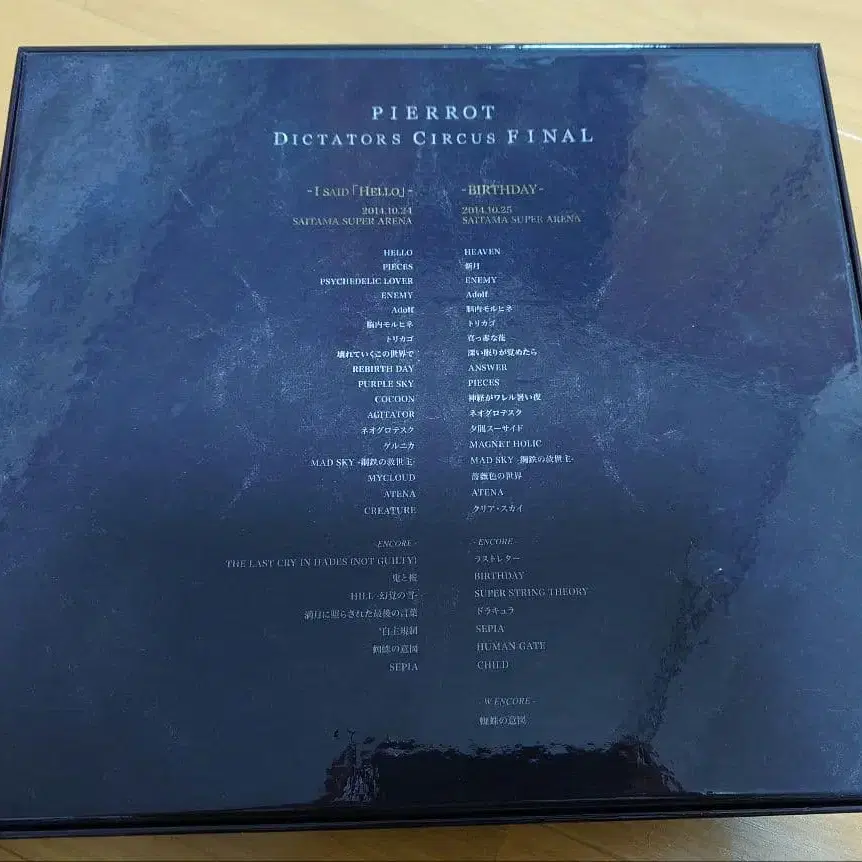 PIERROT
DICTATORS CIRCUS FINAL
-I SAID「HELLO」-
2014.10.24
SAITAMA SUPER ARENA
HELLO
PIECES
PSYCHEDELIC LOVER
ENEMY
Adolf
脳内モルヒネ
トリカゴ
壊れていくこの世界で
REBIRTH DAY
PURPLE SKY
COCOON
AGITATOR
ネオグロテスク
ゲルニカ
MAD SKY -鋼鉄の救世主-
MYCLOUD
ATENA
CREATURE
-ENCORE-
THE LAST CRY IN HADES (NOT GUILTY)
鬼と桜
HILL -幻覚の雪-
満月に照らされた最後の言葉
*自主規制
蜘蛛の意図
SEPIA
-BIRTHDAY-
2014.10.25
SAITAMA SUPER ARENA
HEAVEN
新月
ENEMY
Adolf
脳内モルヒネ
トリカゴ
真っ赤な花
深い眠りが覚めたら
ANSWER
PIECES
神経がワレル暑い夜
ネオグロテスク
夕闇スーサイド
MAGNET HOLIC
MAD SKY -鋼鉄の救世主-
薔薇色の世界
ATENA
クリア・スカイ
-ENCORE-
ラストレター
BIRTHDAY
SUPER STRING THEORY
ドラキュラ
SEPIA
HUMAN GATE
CHILD
-W ENCORE-
蜘蛛の意図